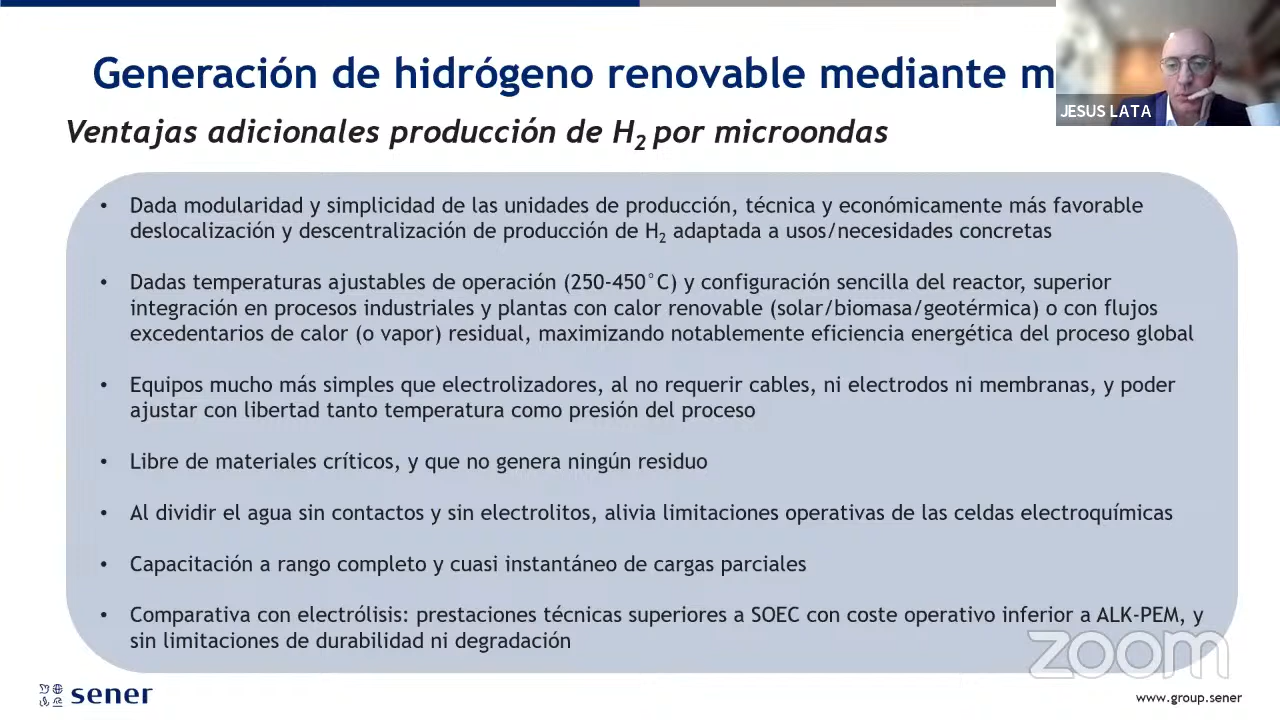 Generación de hidrógeno renovable mediante m
JESUS LATA
Ventajas adicionales producción de H₂ por microondas
• Dada modularidad y simplicidad de las unidades de producción, técnica y económicamente más favorable
deslocalización y descentralización de producción de H₂ adaptada a usos/necesidades concretas
• Dadas temperaturas ajustables de operación (250-450°C) y configuración sencilla del reactor, superior
integración en procesos industriales y plantas con calor renovable (solar/biomasa/geotérmica) o con flujos
excedentarios de calor (o vapor) residual, maximizando notablemente eficiencia energética del proceso global
• Equipos mucho más simples que electrolizadores, al no requerir cables, ni electrodos ni membranas, y poder
ajustar con libertad tanto temperatura como presión del proceso
• Libre de materiales críticos, y que no genera ningún residuo
• Al dividir el agua sin contactos y sin electrolitos, alivia limitaciones operativas de las celdas electroquímicas
• Capacitación a rango completo y cuasi instantáneo de cargas parciales
• Comparativa con electrólisis: prestaciones técnicas superiores a SOEC con coste operativo inferior a ALK-PEM, y
sin limitaciones de durabilidad ni degradación
zoom
sener
www.group.sener